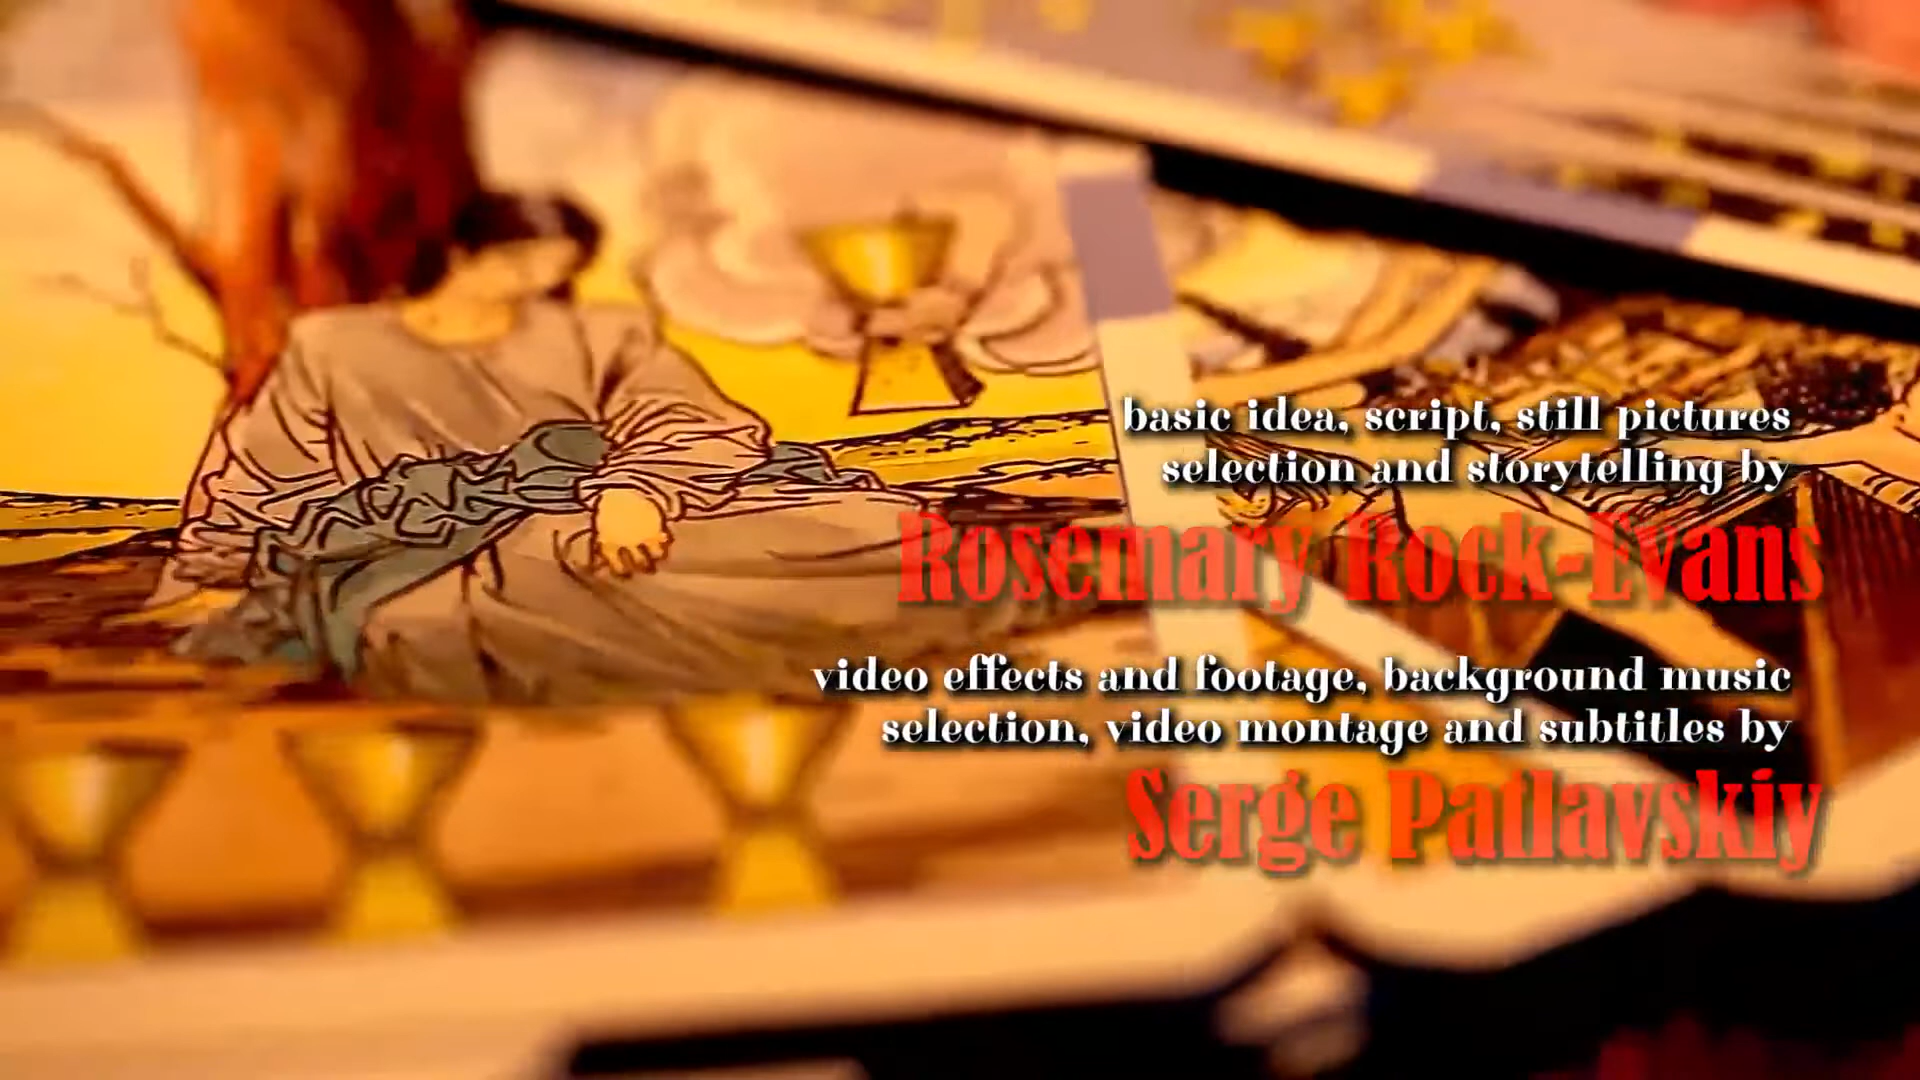 basic idea, script, still pictures
selection and storytelling by
Rosemary Rock-Evans
video effects and footage, background music
selection, video montage and subtitles by
Serge Patlavskiy